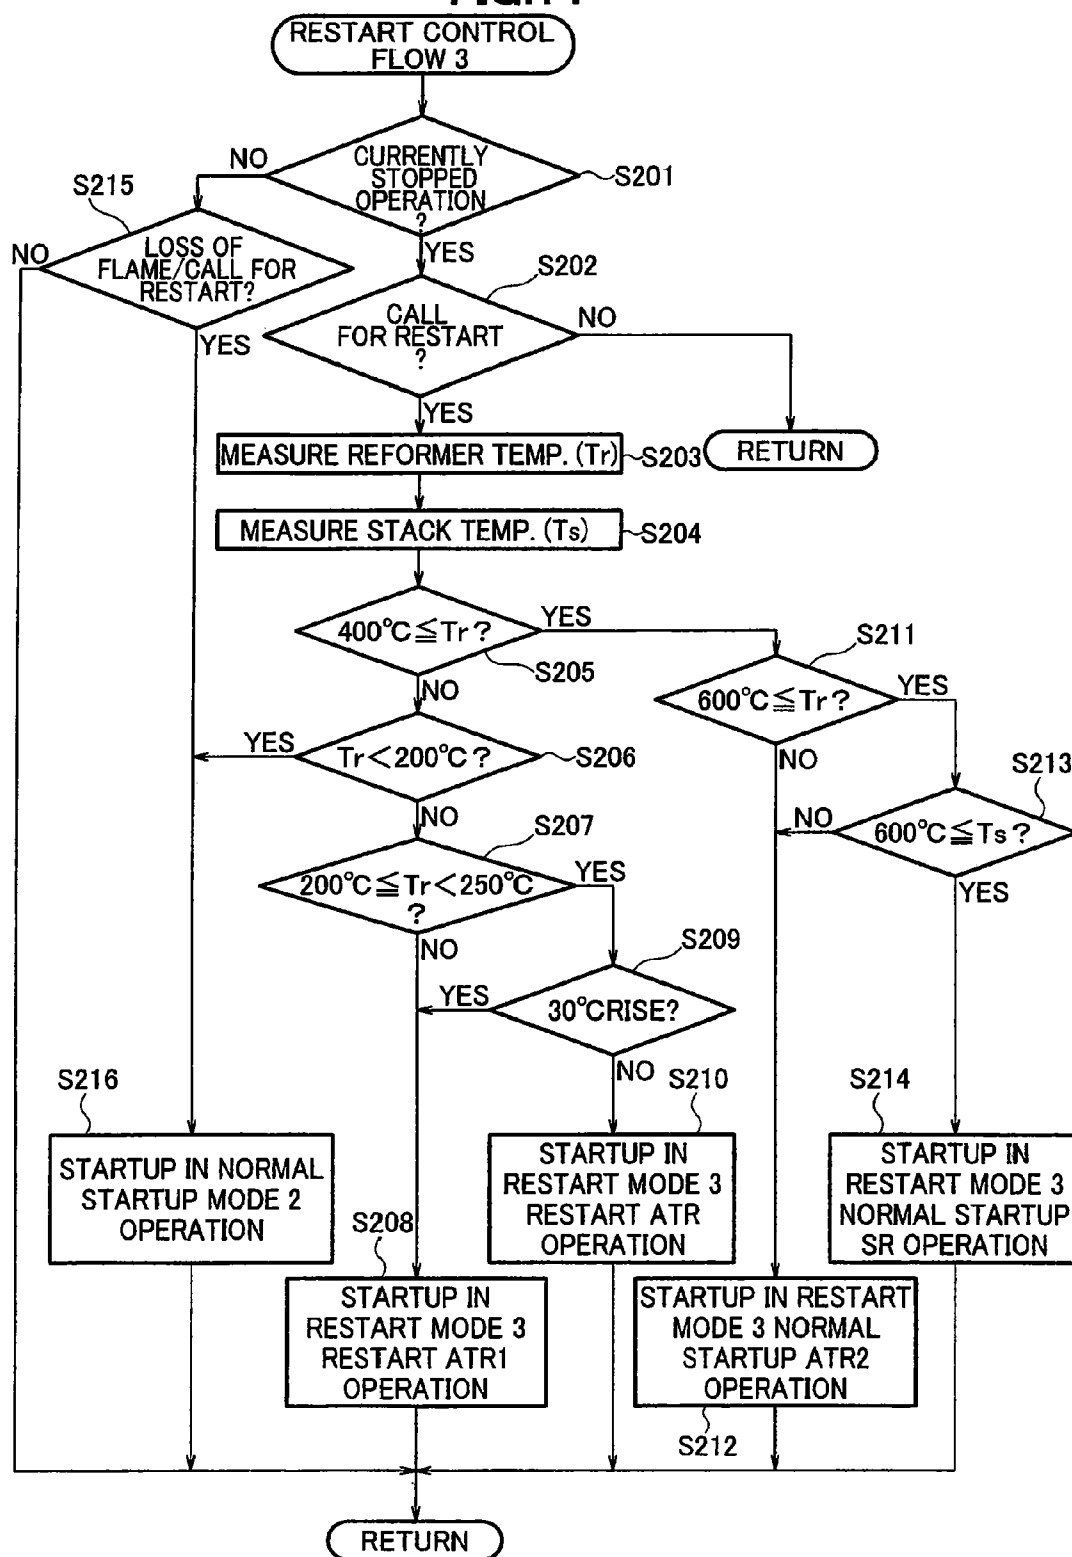 RESTART CONTROL
FLOW 3
CURRENTLY
STOPPED
OPERATION
?
S201
NO
YES
S215
LOSS OF
FLAME/CALL FOR
RESTART?
NO
YES
S202
CALL
FOR RESTART
?
NO
YES
RETURN
MEASURE REFORMER TEMP. (Tr)
S203
MEASURE STACK TEMP. (Ts)
S204
400°C≦Tr?
YES
S205
NO
S211
600°C≦Tr?
YES
NO
Tr<200°C?
YES
S206
NO
S213
600°C≦Ts?
NO
YES
S207
200°C≦Tr<250°C
?
YES
NO
S209
30°CRISE?
YES
NO
S216
STARTUP IN NORMAL
STARTUP MODE 2
OPERATION
S210
STARTUP IN
RESTART MODE 3
RESTART ATR
OPERATION
S214
STARTUP IN
RESTART MODE 3
NORMAL STARTUP
SR OPERATION
S208
STARTUP IN
RESTART MODE 3
RESTART ATR1
OPERATION
STARTUP IN RESTART
MODE 3 NORMAL
STARTUP ATR2
OPERATION
S212
RETURN